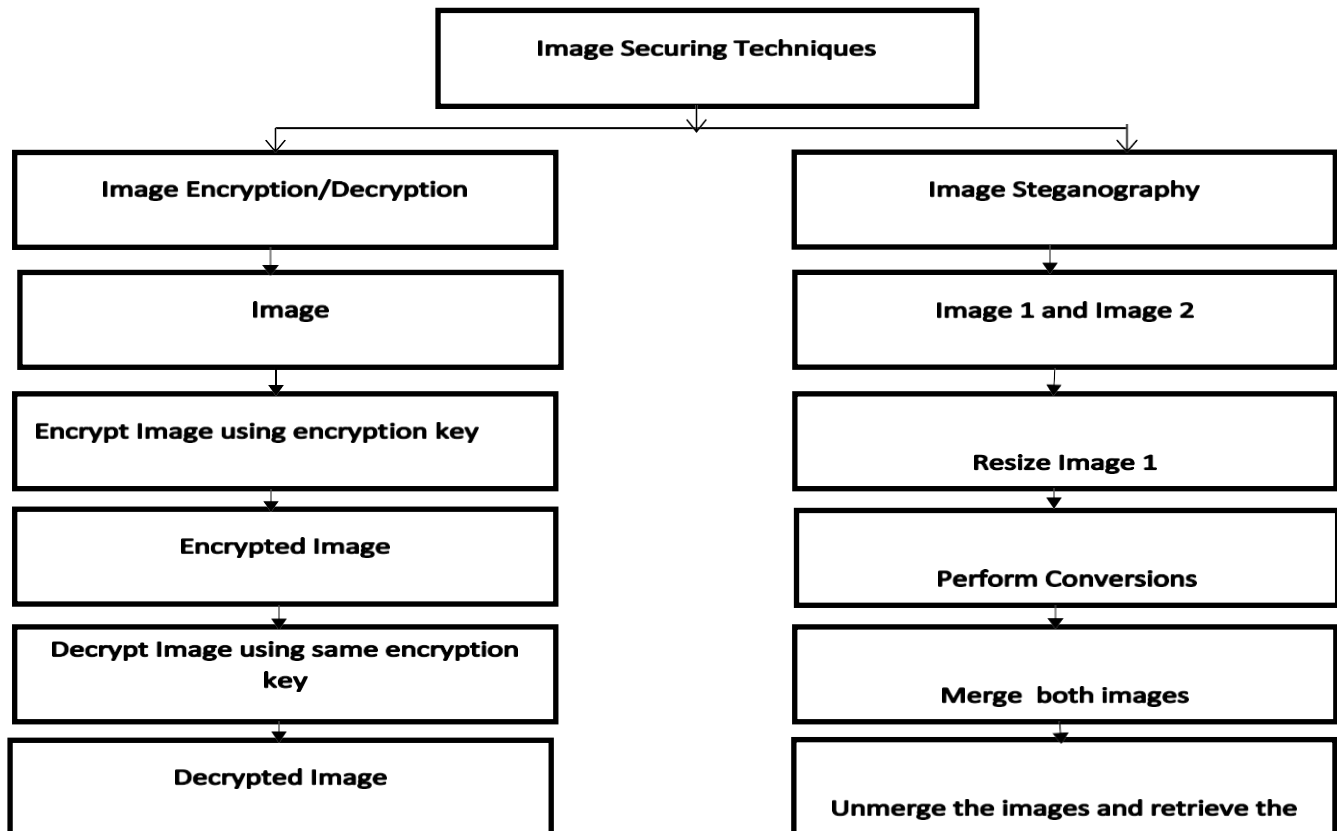 Image Securing Techniques
Image Encryption/Decryption
Image
Encrypt Image using encryption key
Encrypted Image
Decrypt Image using same encryption
key
Decrypted Image
Image Steganography
Image 1 and Image 2
Resize Image 1
Perform Conversions
Merge both images
Unmerge the images and retrieve the